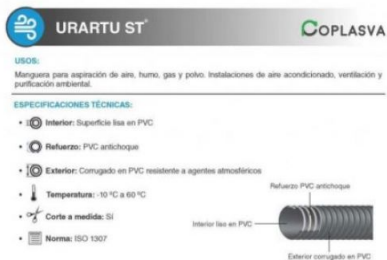 URARTU ST®
COPLASVA
USOS:
Manguera para aspiración de aire, humo, gas y polvo. Instalaciones de aire acondicionado, ventilación y
purificación ambiental.
ESPECIFICACIONES TÉCNICAS:
• Interior: Superficie lisa en PVC
• Refuerzo: PVC antichoque
• Exterior: Corrugado en PVC resistente a agentes atmosféricos
• Temperatura: -10 °C a 60 °C
• Corte a medida: Sí
• Norma: ISO 1307
Refuerzo PVC antichoque
Interior liso en PVC
Exterior corrugado en PVC